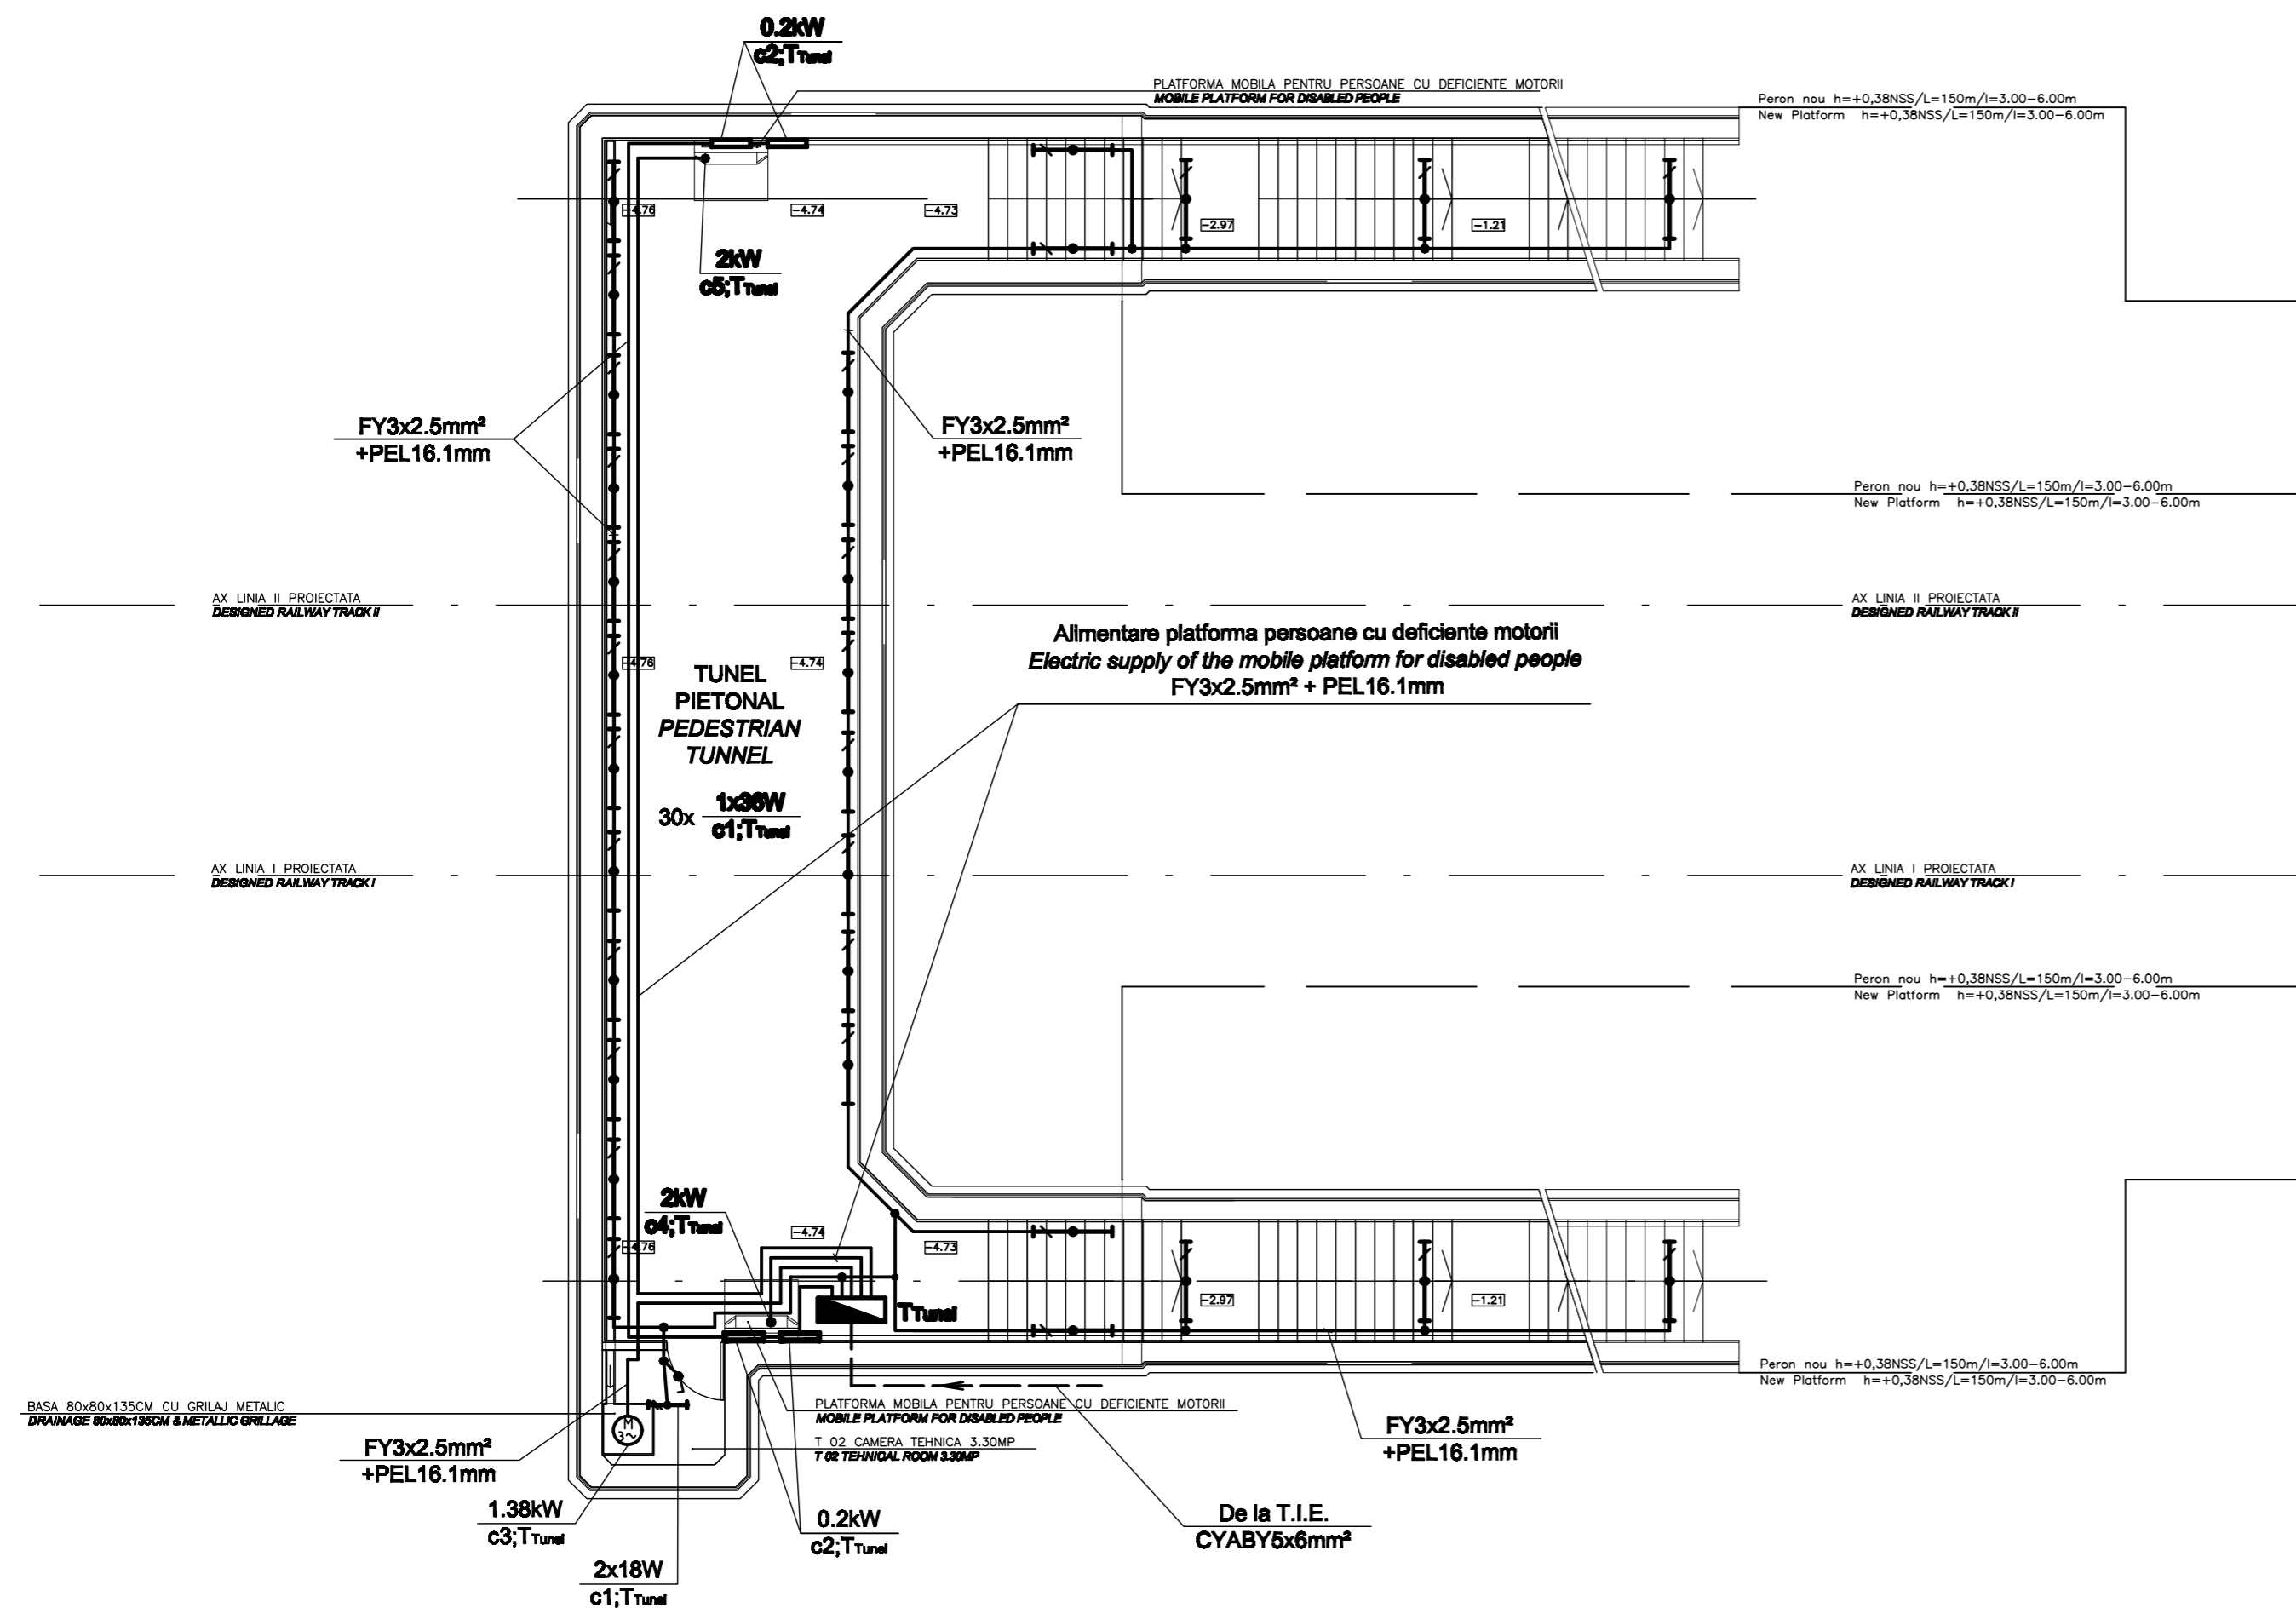 0.2kW
c2;TTunel
PLATFORMA MOBILA PENTRU PERSOANE CU DEFICIENTE MOTORII
MOBILE PLATFORM FOR DISABLED PEOPLE
Peron nou h=+0,38NSS/L=150m/l=3.00-6.00m
New Platform h=+0,38NSS/L=150m/l=3.00-6.00m
-4.76
-4.74
-4.73
-2.97
-1.21
2kW
c5;TTunel
FY3x2.5mm²
+PEL16.1mm
FY3x2.5mm²
+PEL16.1mm
Peron nou h=+0,38NSS/L=150m/l=3.00-6.00m
New Platform h=+0,38NSS/L=150m/l=3.00-6.00m
AX LINIA II PROIECTATA
DESIGNED RAILWAY TRACK II
AX LINIA II PROIECTATA
DESIGNED RAILWAY TRACK II
Alimentare platforma persoane cu deficiente motorii
Electric supply of the mobile platform for disabled people
FY3x2.5mm² + PEL16.1mm
-4.76
-4.74
TUNEL
PIETONAL
PEDESTRIAN
TUNNEL
30x 1x36W
c1;TTunel
AX LINIA I PROIECTATA
DESIGNED RAILWAY TRACK I
AX LINIA I PROIECTATA
DESIGNED RAILWAY TRACK I
Peron nou h=+0,38NSS/L=150m/l=3.00-6.00m
New Platform h=+0,38NSS/L=150m/l=3.00-6.00m
2kW
c4;TTunel
-4.76
-4.74
-4.73
-2.97
-1.21
TTunel
Peron nou h=+0,38NSS/L=150m/l=3.00-6.00m
New Platform h=+0,38NSS/L=150m/l=3.00-6.00m
BASA 80x80x135CM CU GRILAJ METALIC
DRAINAGE 80x80x135CM & METALLIC GRILLAGE
PLATFORMA MOBILA PENTRU PERSOANE CU DEFICIENTE MOTORII
MOBILE PLATFORM FOR DISABLED PEOPLE
M
3~
T 02 CAMERA TEHNICA 3.30MP
T 02 TEHNICAL ROOM 3.30MP
FY3x2.5mm²
+PEL16.1mm
FY3x2.5mm²
+PEL16.1mm
1.38kW
c3;TTunel
0.2kW
c2;TTunel
De la T.I.E.
CYABY5x6mm²
2x18W
c1;TTunel